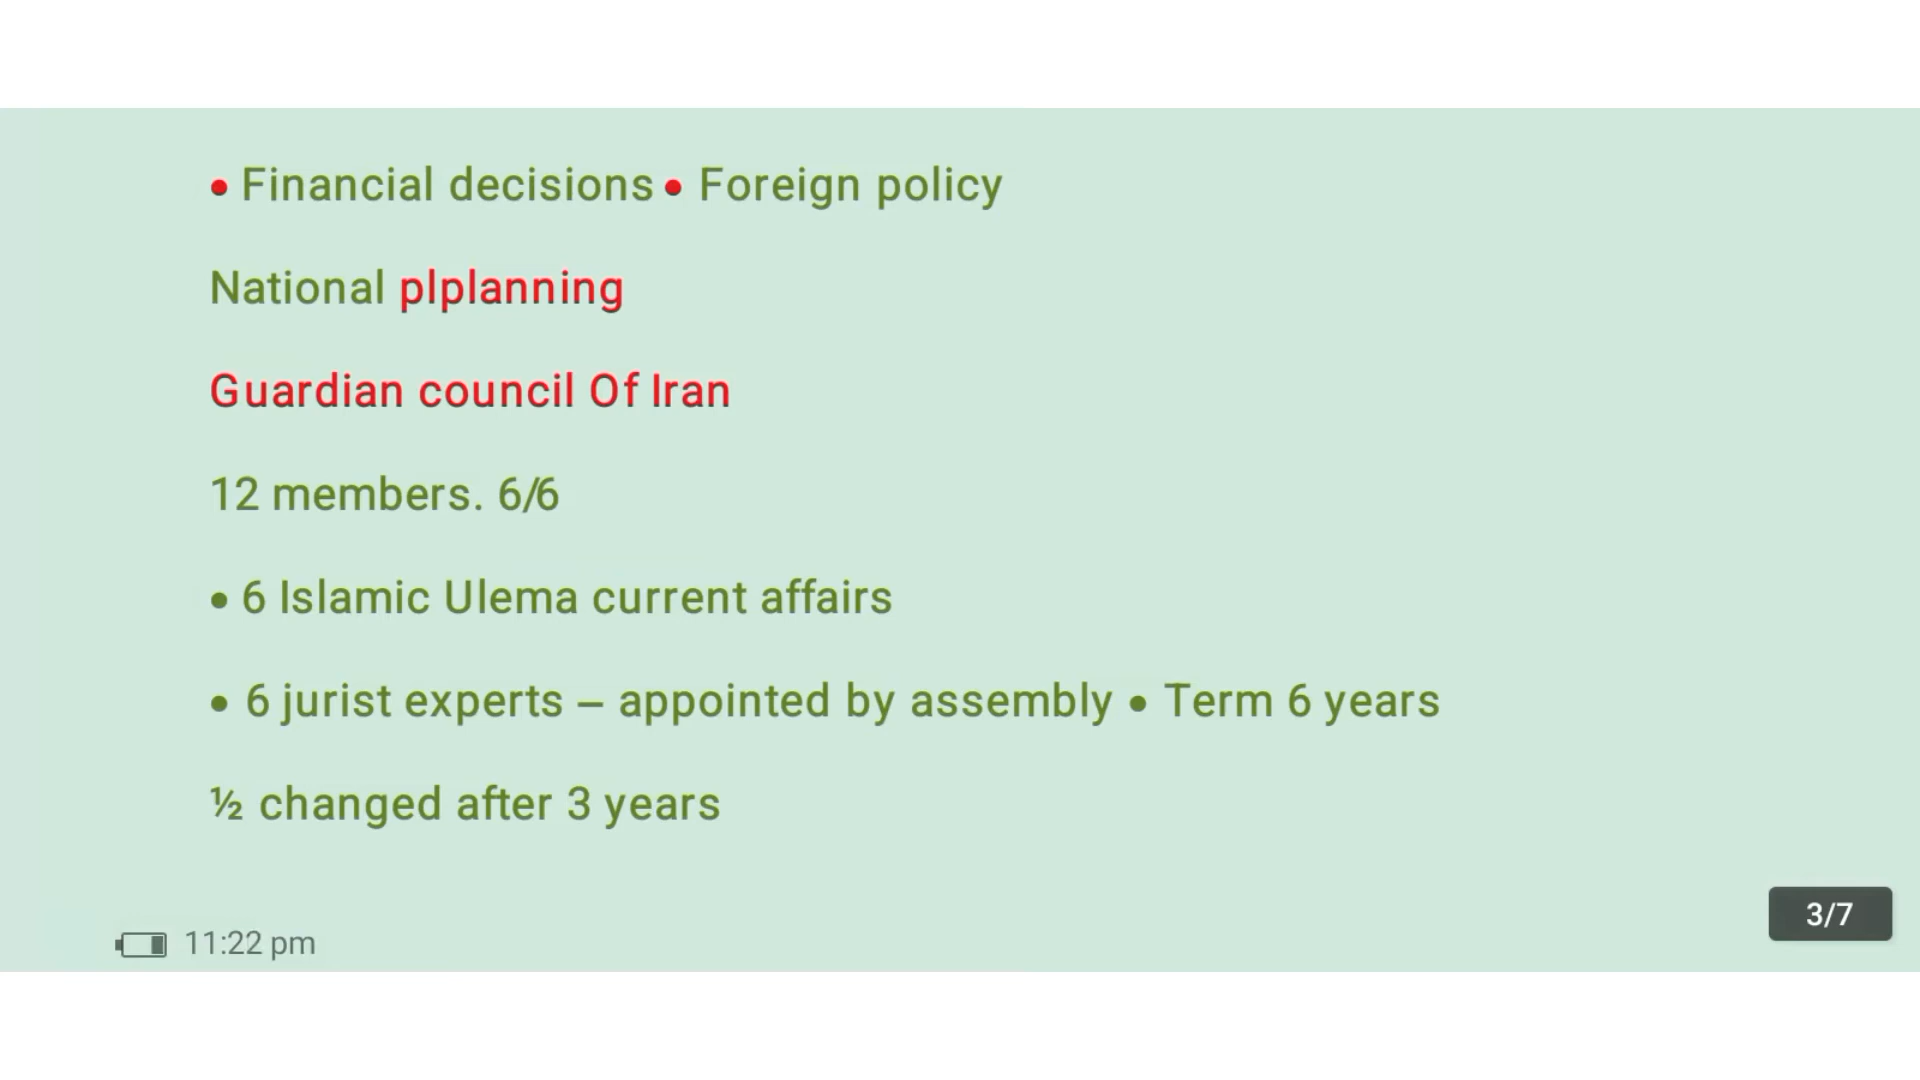 • Financial decisions • Foreign policy
National plplanning
Guardian council Of Iran
12 members. 6/6
• 6 Islamic Ulema current affairs
• 6 jurist experts – appointed by assembly • Term 6 years
½ changed after 3 years
3/7
11:22 pm